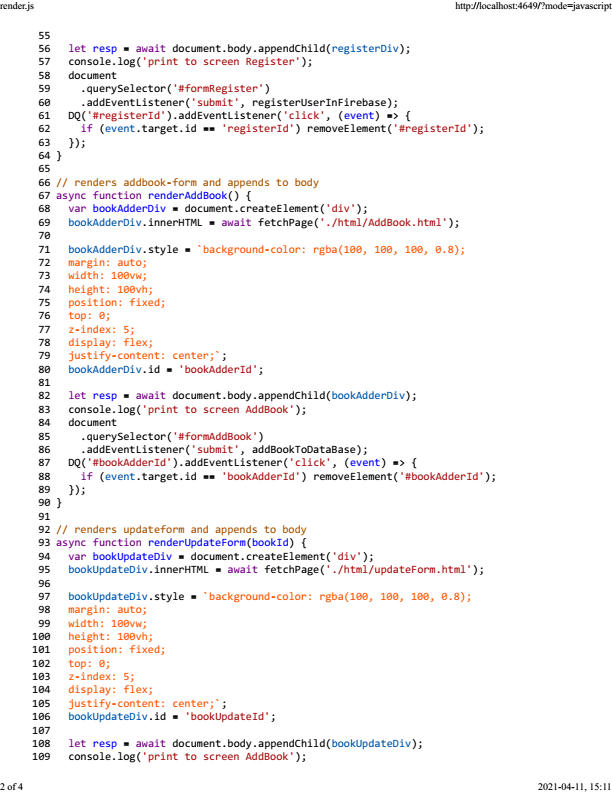 render.js http://localhost:4649/?mode=javascript
55
56 let resp = await document.body.appendChild(registerDiv);
57 console.log('print to screen Register');
58 document
59 .querySelector('#formRegister')
60 .addEventListener('submit', registerUserInFirebase);
61 DQ('#registerId').addEventListener('click', (event) => {
62 if (event.target.id == 'registerId') removeElement('#registerId');
63 });
64 }
65
66 // renders addbook-form and appends to body
67 async function renderAddBook() {
68 var bookAdderDiv = document.createElement('div');
69 bookAdderDiv.innerHTML = await fetchPage('./html/AddBook.html');
70
71 bookAdderDiv.style = `background-color: rgba(100, 100, 100, 0.8);
72 margin: auto;
73 width: 100vw;
74 height: 100vh;
75 position: fixed;
76 top: 0;
77 z-index: 5;
78 display: flex;
79 justify-content: center;`;
80 bookAdderDiv.id = 'bookAdderId';
81
82 let resp = await document.body.appendChild(bookAdderDiv);
83 console.log('print to screen AddBook');
84 document
85 .querySelector('#formAddBook')
86 .addEventListener('submit', addBookToDataBase);
87 DQ('#bookAdderId').addEventListener('click', (event) => {
88 if (event.target.id == 'bookAdderId') removeElement('#bookAdderId');
89 });
90 }
91
92 // renders updateform and appends to body
93 async function renderUpdateForm(bookId) {
94 var bookUpdateDiv = document.createElement('div');
95 bookUpdateDiv.innerHTML = await fetchPage('./html/updateForm.html');
96
97 bookUpdateDiv.style = `background-color: rgba(100, 100, 100, 0.8);
98 margin: auto;
99 width: 100vw;
100 height: 100vh;
101 position: fixed;
102 top: 0;
103 z-index: 5;
104 display: flex;
105 justify-content: center;`;
106 bookUpdateDiv.id = 'bookUpdateId';
107
108 let resp = await document.body.appendChild(bookUpdateDiv);
109 console.log('print to screen AddBook');
2 of 4 2021-04-11, 15:11